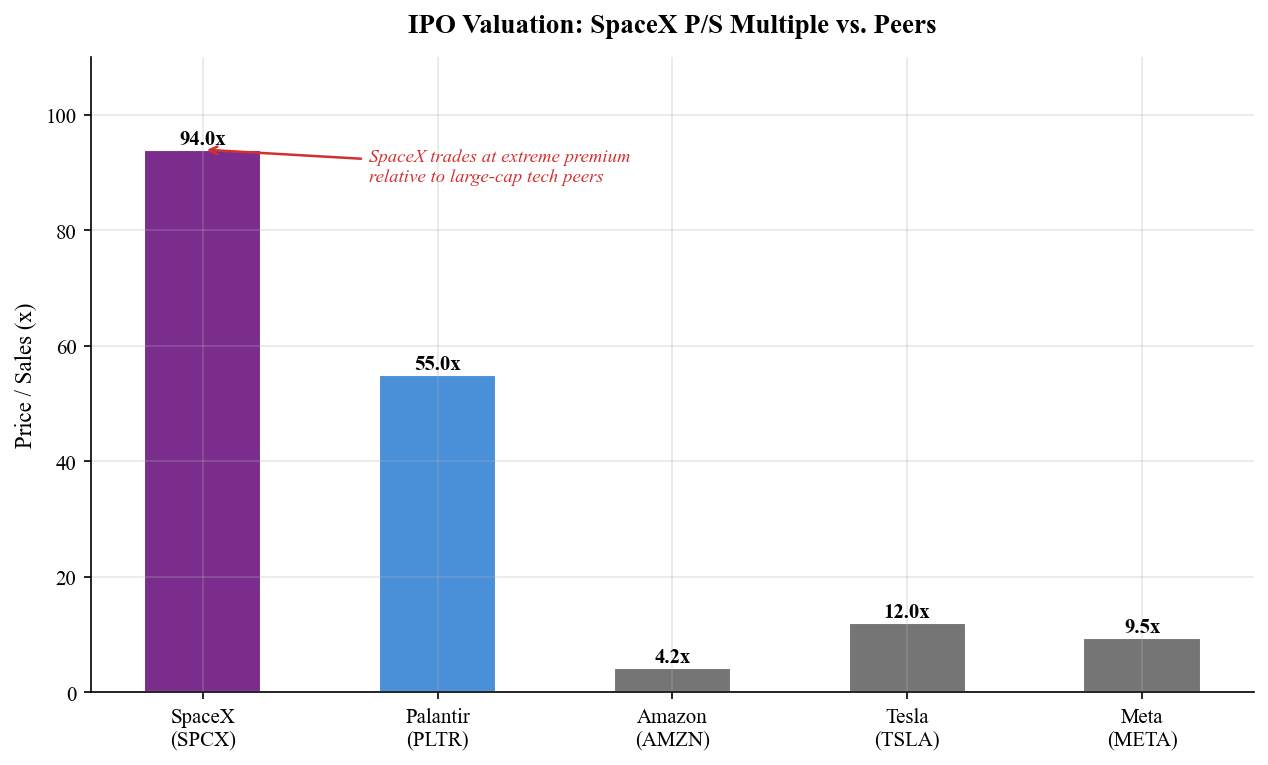 IPO Valuation: SpaceX P/S Multiple vs. Peers
Price / Sales (x)
100
80
60
40
20
0
94.0x
SpaceX trades at extreme premium
relative to large-cap tech peers
55.0x
4.2x
12.0x
9.5x
SpaceX
(SPCX)
Palantir
(PLTR)
Amazon
(AMZN)
Tesla
(TSLA)
Meta
(META)